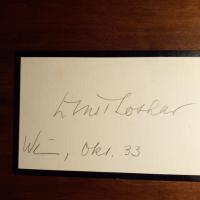 Ernst Lothar
Wien, Okt. 33